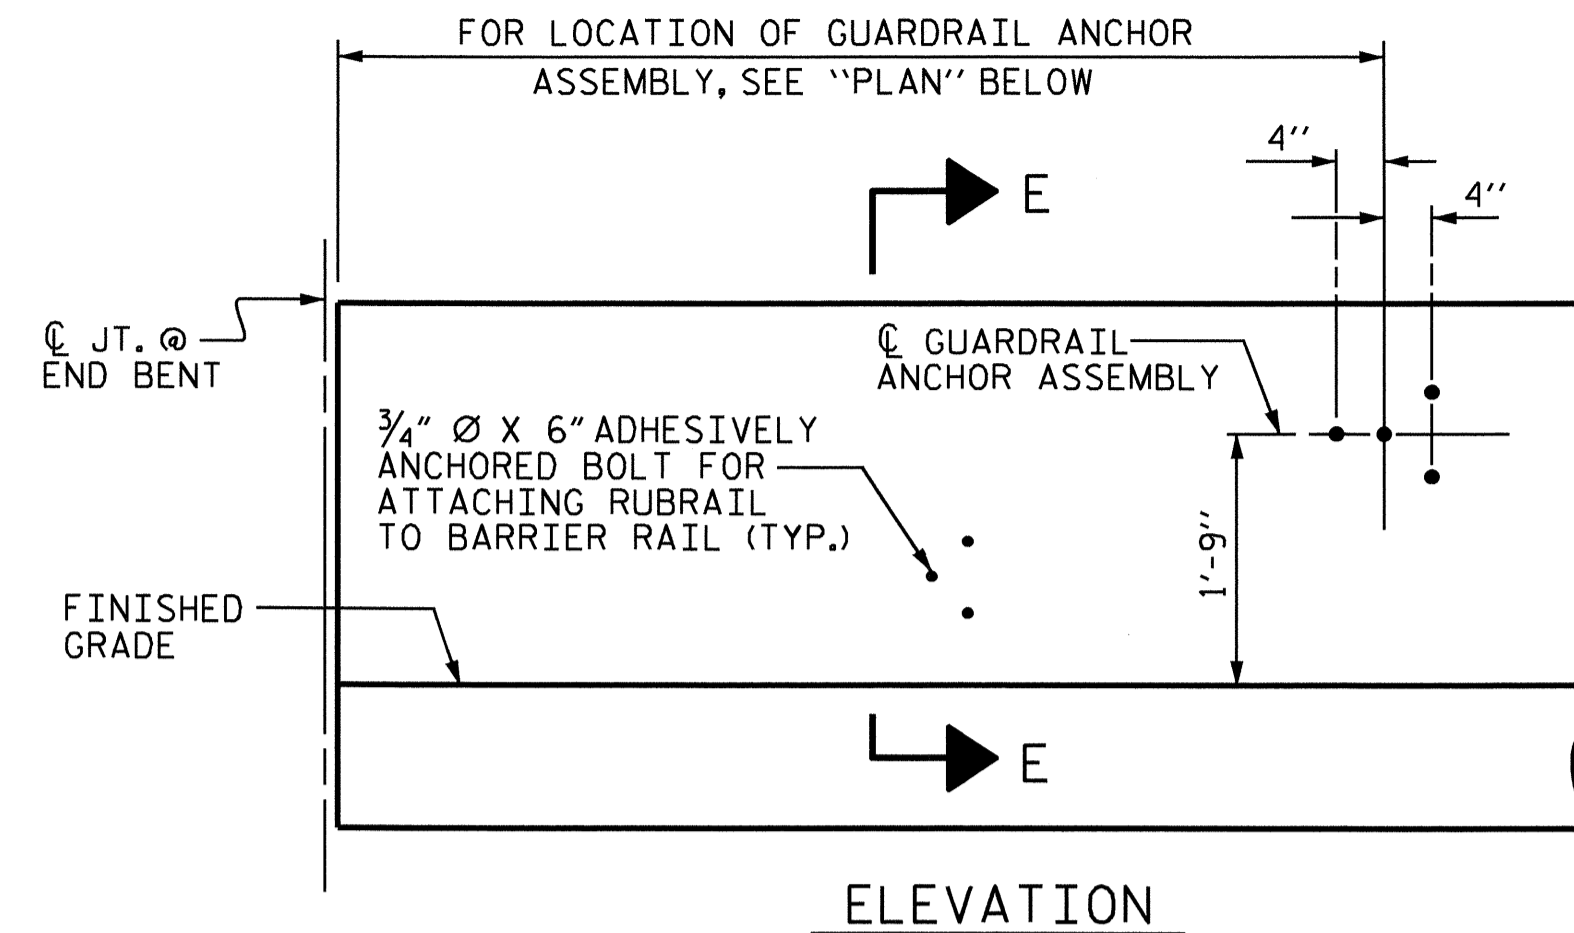 FOR LOCATION OF GUARDRAIL ANCHOR
ASSEMBLY, SEE ‘‘PLAN’’ BELOW
4’’
4’’
E
℄ JT. @
END BENT
℄ GUARDRAIL
ANCHOR ASSEMBLY
3/4" Ø X 6" ADHESIVELY
ANCHORED BOLT FOR
ATTACHING RUBRAIL
TO BARRIER RAIL (TYP.)
1’-9’’
FINISHED
GRADE
E
ELEVATION